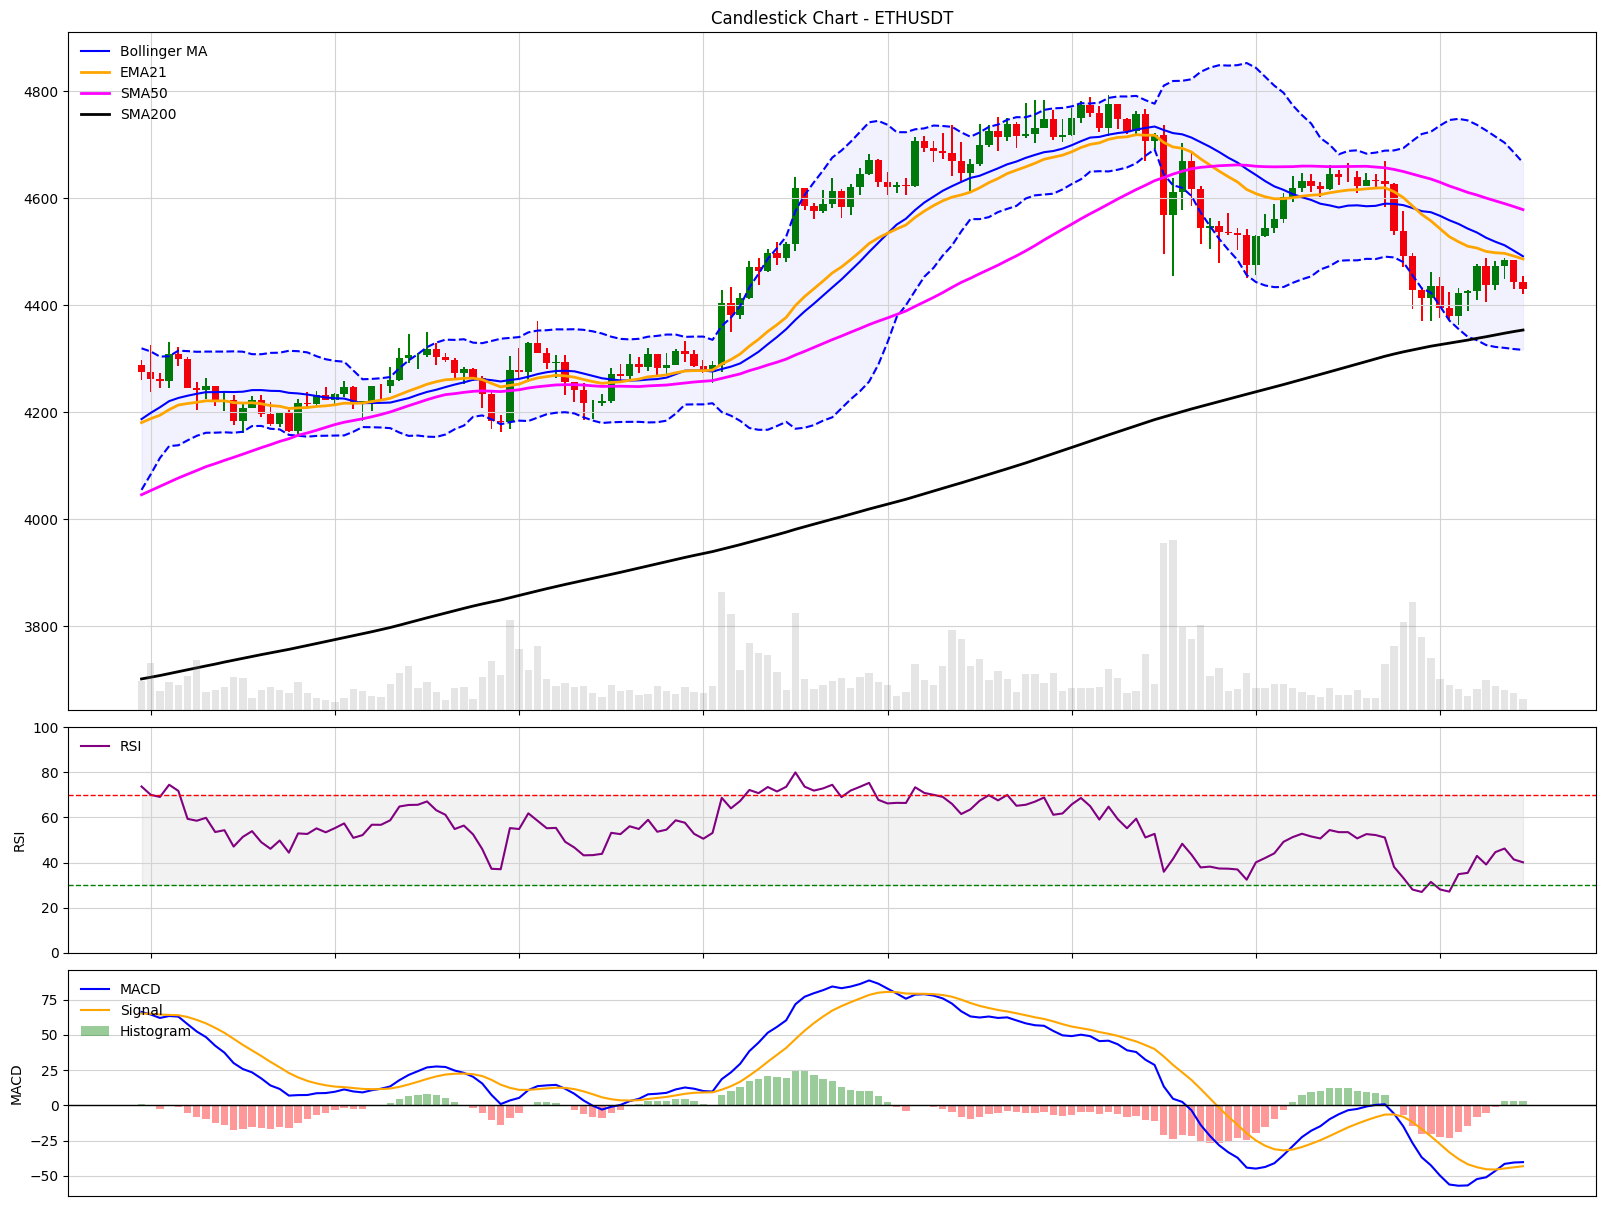 Candlestick Chart - ETHUSDT
Bollinger MA
EMA21
SMA50
SMA200
4800
4600
4400
4200
4000
3800
RSI
100
80
60
40
20
0
RSI
MACD
Signal
Histogram
75
50
25
0
−25
−50
MACD